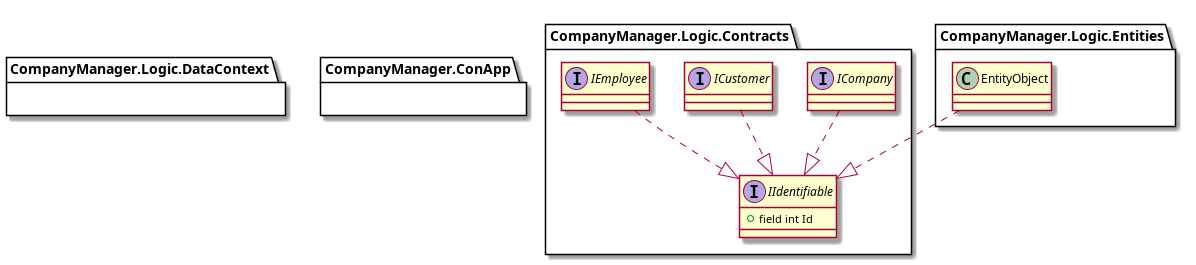 CompanyManager.Logic.DataContext
CompanyManager.ConApp
CompanyManager.Logic.Contracts
I IEmployee
I ICustomer
I ICompany
I IIdentifiable
field int Id
CompanyManager.Logic.Entities
C EntityObject